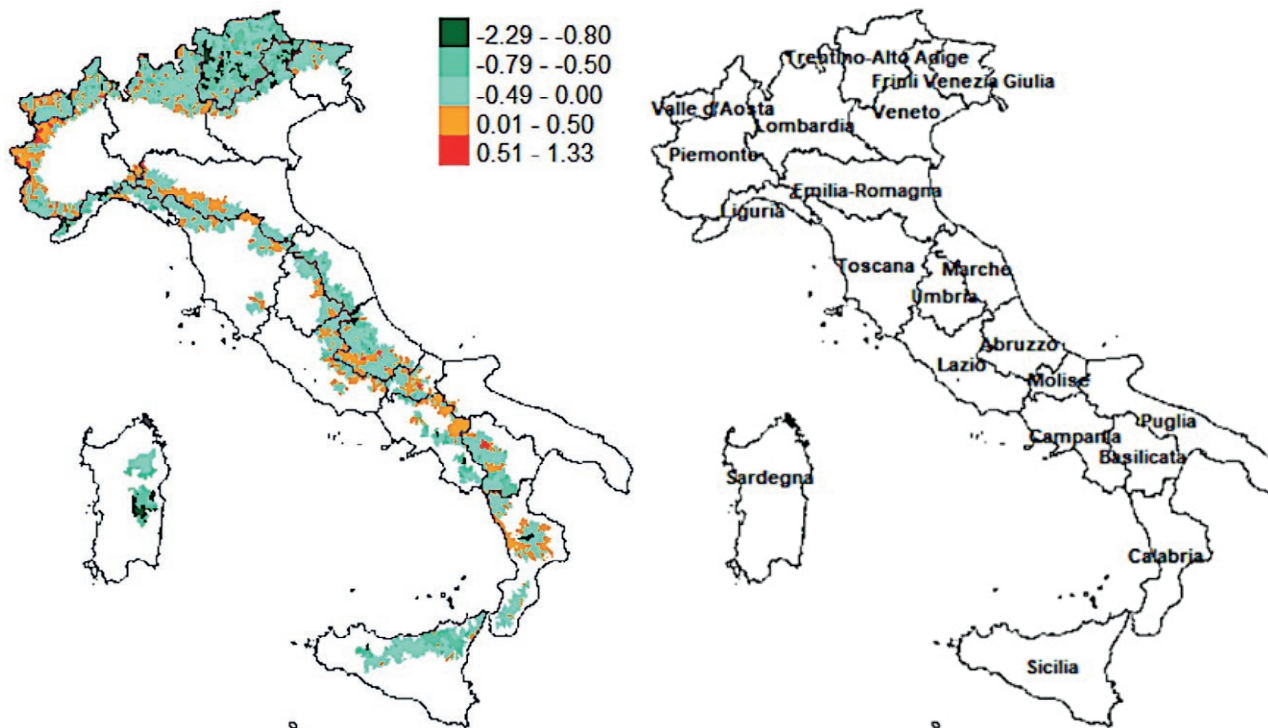 -2.29 - -0.80
-0.79 - -0.50
-0.49 - 0.00
0.01 - 0.50
0.51 - 1.33
Trentino-Alto Adige
Friuli Venezia Giulia
Valle d'Aosta
Veneto
Lombardia
Piemonte
Emilia-Romagna
Liguria
Toscana
Marche
Umbria
Abruzzo
Lazio
Molise
Puglia
Campania
Basilicata
Sardegna
Calabria
Sicilia